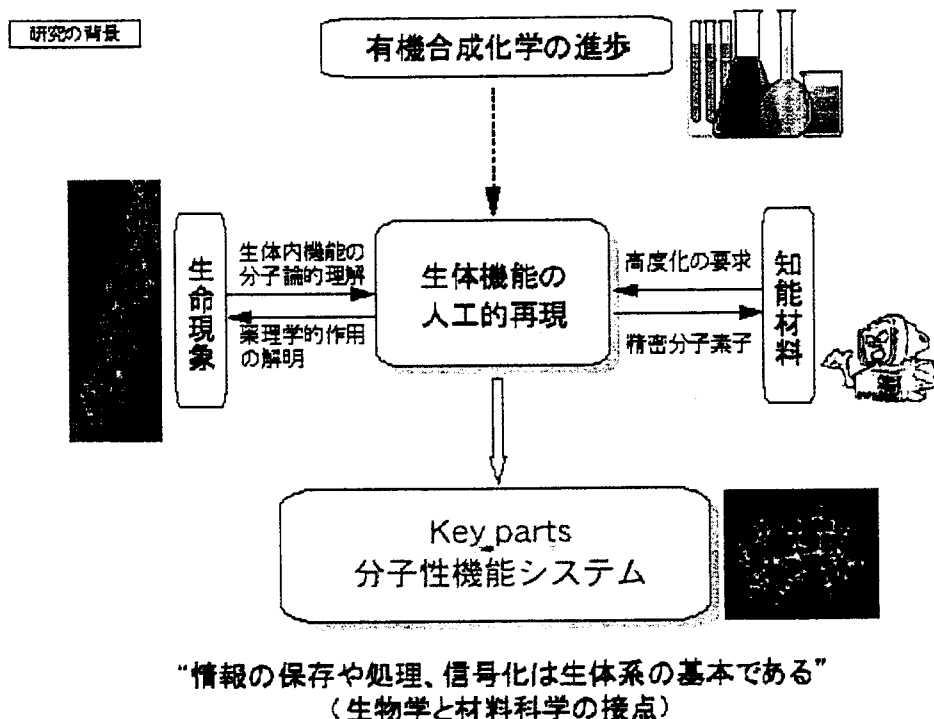 研究の背景
有機合成化学の進歩
生命現象
生体内機能の
分子論的理解
薬理学的作用
の解明
生体機能の
人工的再現
高度化の要求
精密分子素子
知能材料
Key parts
分子性機能システム
“情報の保存や処理、信号化は生体系の基本である”
（生物学と材料科学の接点）